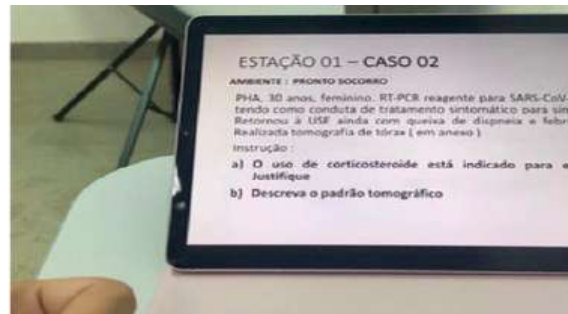 ESTAÇÃO 01 – CASO 02
AMBIENTE : PRONTO SOCORRO
PHA, 30 anos, feminino. RT-PCR reagente para SARS-CoV-
tendo como conduta de tratamento sintomático para sin
Retornou à USF ainda com queixa de dispneia e febr
Realizada tomografia de tórax ( em anexo )
Instrução :
a) O uso de corticosteroide está indicado para e
Justifique
b) Descreva o padrão tomográfico